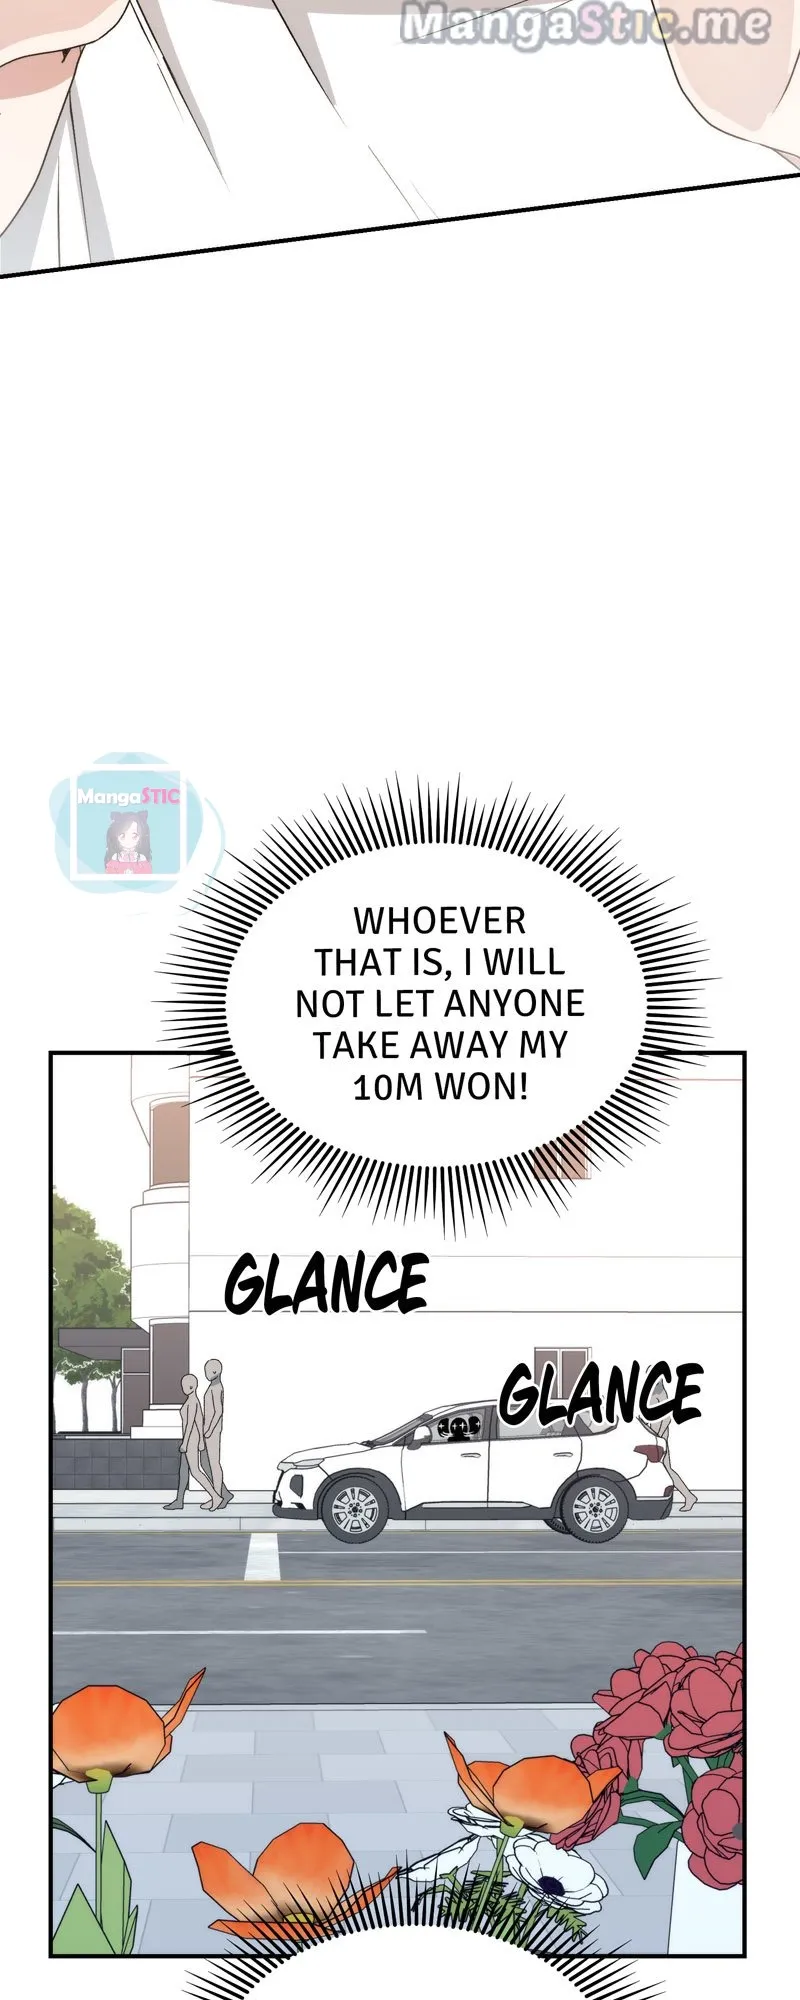 MangaStic.me
MangaSTIC
WHOEVER
THAT IS, I WILL
NOT LET ANYONE
TAKE AWAY MY
10M WON!
GLANCE
GLANCE